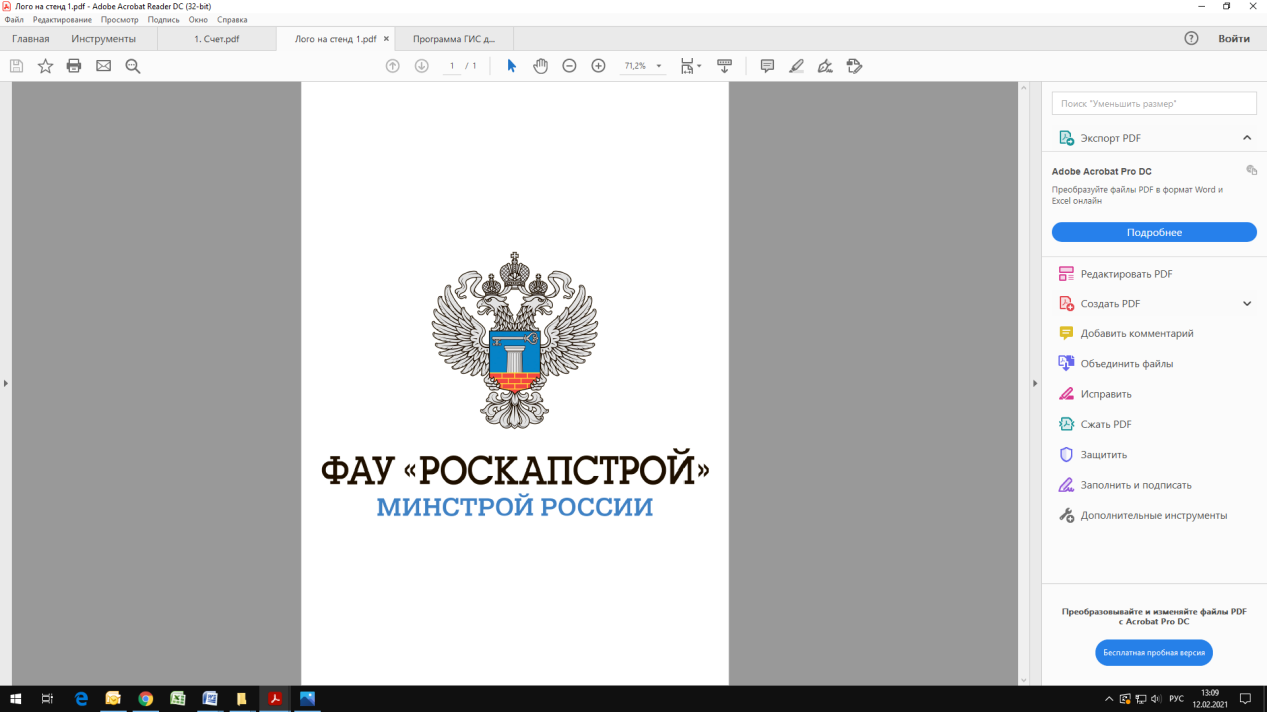 Лого на стенд 1.pdf - Adobe Acrobat Reader DC (32-bit)
Файл Редактирование Просмотр Подпись Окно Справка
Главная Инструменты 1. Счет.pdf Лого на стенд 1.pdf × Программа ГИС д... Войти
1 / 1 71,2%
Поиск "Уменьшить размер"
Экспорт PDF
Adobe Acrobat Pro DC
Преобразуйте файлы PDF в формат Word и
Excel онлайн
Подробнее
Редактировать PDF
Создать PDF
Добавить комментарий
Объединить файлы
Исправить
Сжать PDF
Защитить
Заполнить и подписать
Дополнительные инструменты
Преобразовывайте и изменяйте файлы PDF
с Acrobat Pro DC
Бесплатная пробная версия
ФАУ «РОСКАПСТРОЙ»
МИНСТРОЙ РОССИИ
РУС
13:09
12.02.2021